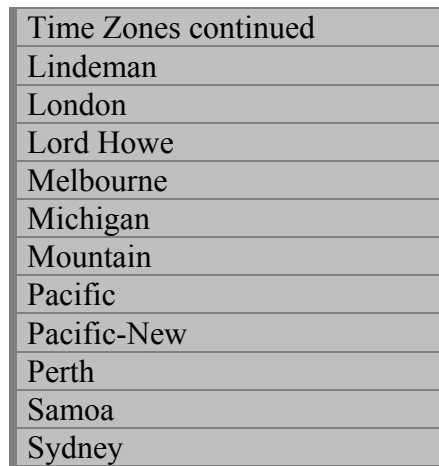 Time Zones continued
Lindeman
London
Lord Howe
Melbourne
Michigan
Mountain
Pacific
Pacific-New
Perth
Samoa
Sydney